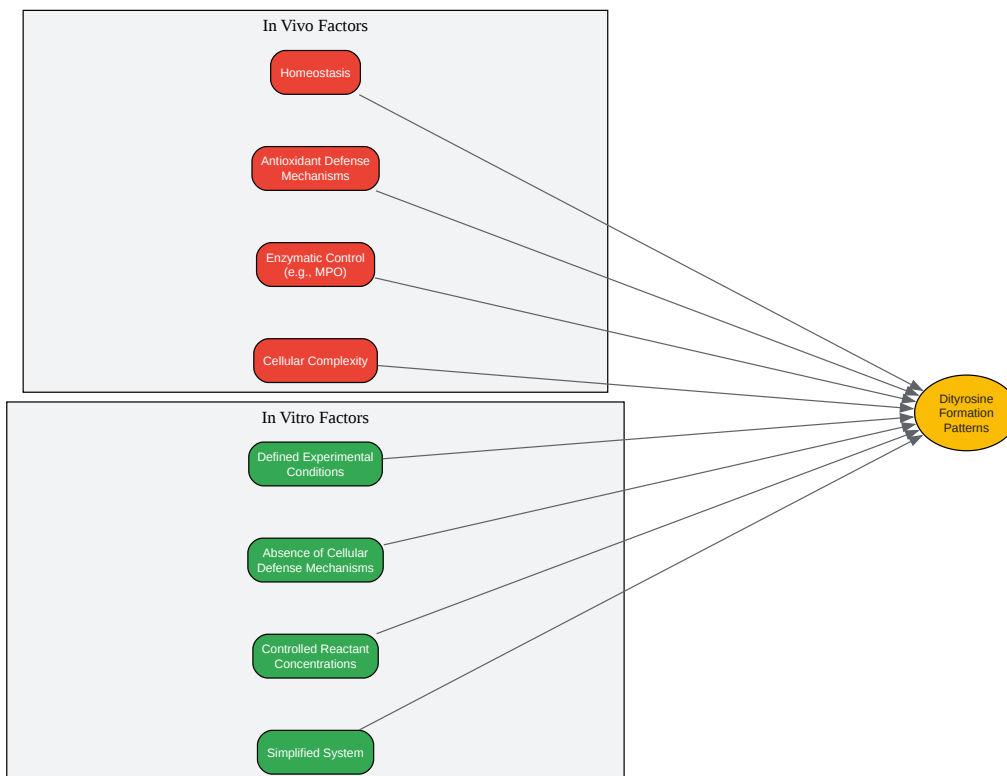 In Vivo Factors
Homeostasis
Antioxidant Defense
Mechanisms
Enzymatic Control
(e.g., MPO)
Cellular Complexity
In Vitro Factors
Defined Experimental
Conditions
Absence of Cellular
Defense Mechanisms
Controlled Reactant
Concentrations
Simplified System
Dityrosine
Formation
Patterns